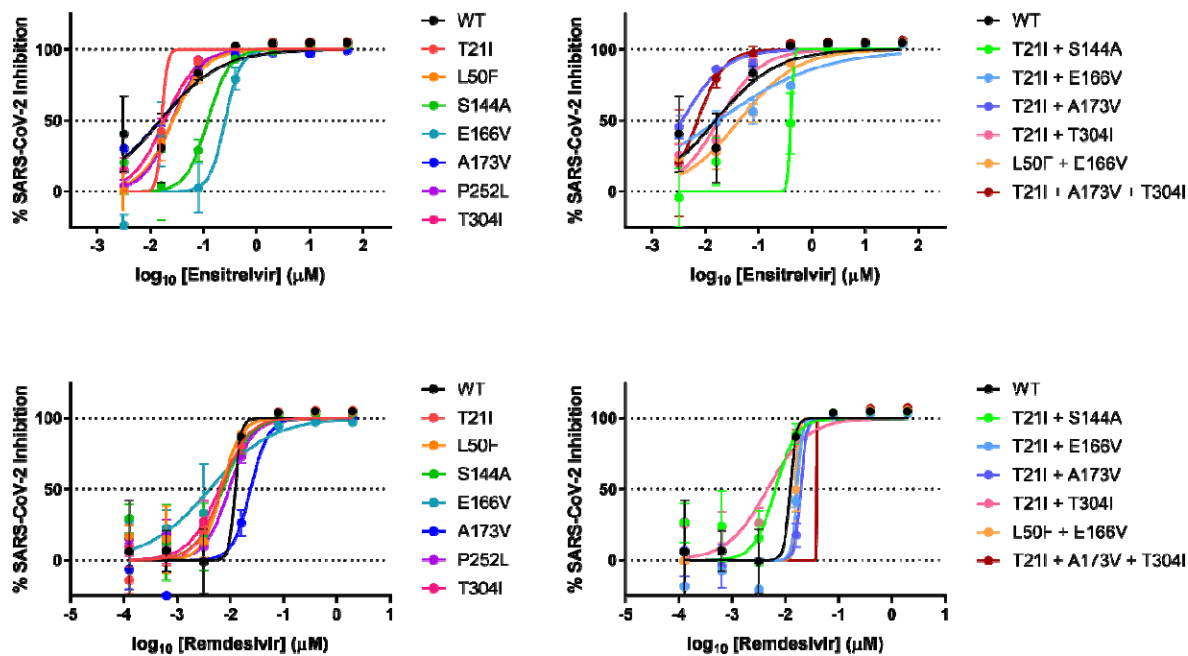 % SARS-CoV-2 Inhibition
100
50
0
-3 -2 -1 0 1 2
log10 [Ensitrelvir] (μM)
WT
T21I
L50F
S144A
E166V
A173V
P252L
T304I
% SARS-CoV-2 Inhibition
100
50
0
-3 -2 -1 0 1 2
log10 [Ensitrelvir] (μM)
WT
T21I + S144A
T21I + E166V
T21I + A173V
T21I + T304I
L50F + E166V
T21I + A173V + T304I
% SARS-CoV-2 Inhibition
100
50
0
-5 -4 -3 -2 -1 0 1
log10 [Remdesivir] (μM)
WT
T21I
L50F
S144A
E166V
A173V
P252L
T304I
% SARS-CoV-2 Inhibition
100
50
0
-5 -4 -3 -2 -1 0 1
log10 [Remdesivir] (μM)
WT
T21I + S144A
T21I + E166V
T21I + A173V
T21I + T304I
L50F + E166V
T21I + A173V + T304I